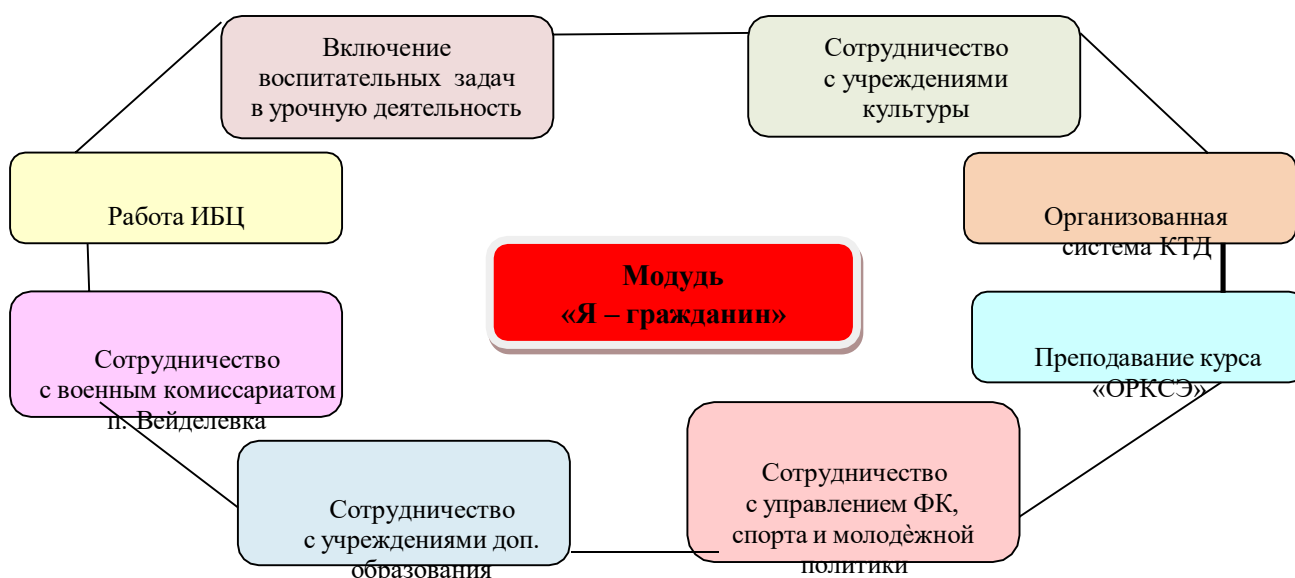 Включение
воспитательных задач
в урочную деятельность
Сотрудничество
с учреждениями
культуры
Работа ИБЦ
Организованная
система КТД
Модудь
«Я – гражданин»
Сотрудничество
с военным комиссариатом
п. Вейделевка
Преподавание курса
«ОРКСЭ»
Сотрудничество
с учреждениями доп.
образования
Сотрудничество
с управлением ФК,
спорта и молодѐжной
политики